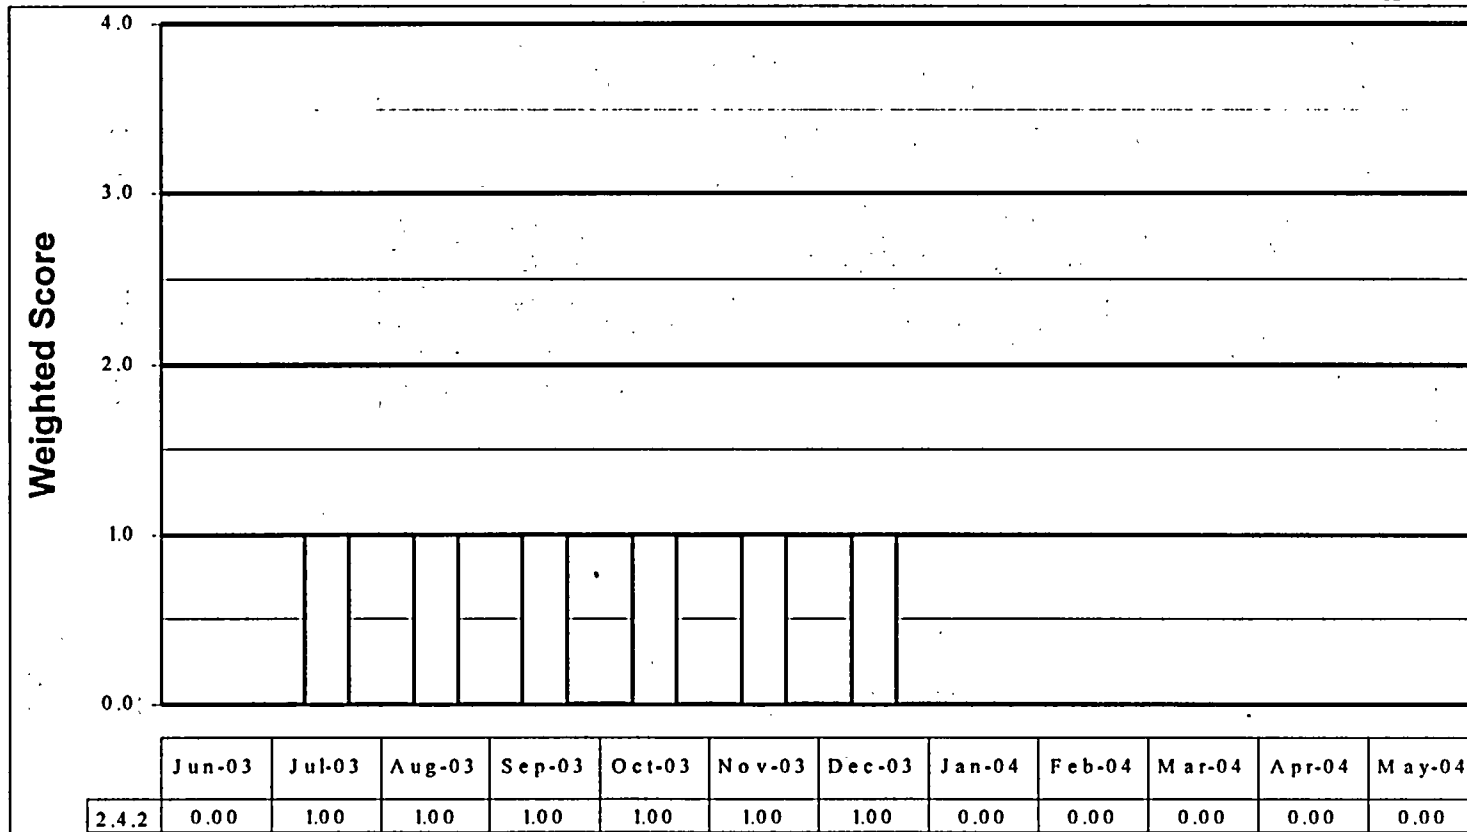 4.0
3.0
Weighted Score
2.0
1.0
0.0
Jun-03 Jul-03 Aug-03 Sep-03 Oct-03 Nov-03 Dec-03 Jan-04 Feb-04 Mar-04 Apr-04 May-04
2.4.2 0.00 1.00 1.00 1.00 1.00 1.00 1.00 0.00 0.00 0.00 0.00 0.00